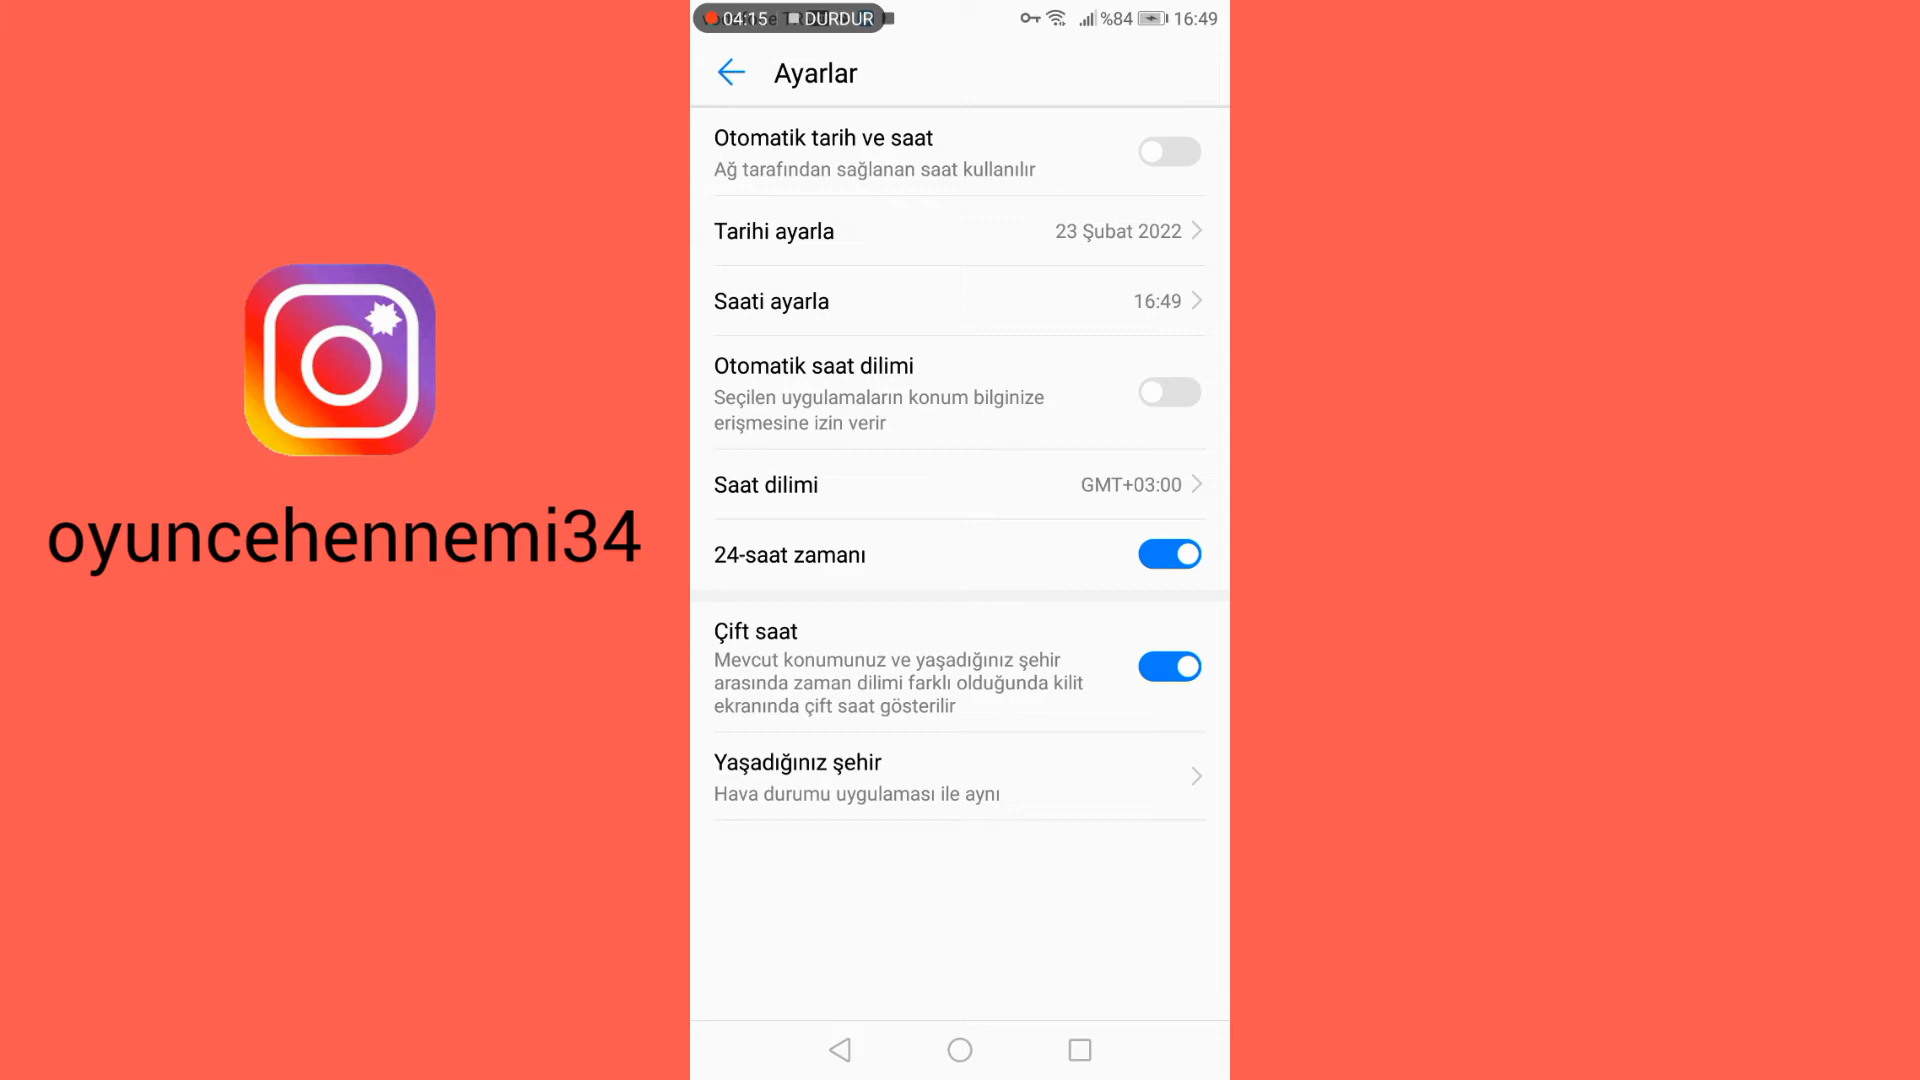 04:15 DURDUR
%84 16:49
Ayarlar
Otomatik tarih ve saat
Ağ tarafından sağlanan saat kullanılır
Tarihi ayarla 23 Şubat 2022
Saati ayarla 16:49
Otomatik saat dilimi
Seçilen uygulamaların konum bilginize
erişmesine izin verir
Saat dilimi GMT+03:00
24-saat zamanı
Çift saat
Mevcut konumunuz ve yaşadığınız şehir
arasında zaman dilimi farklı olduğunda kilit
ekranında çift saat gösterilir
Yaşadığınız şehir
Hava durumu uygulaması ile aynı
oyuncehennemi34